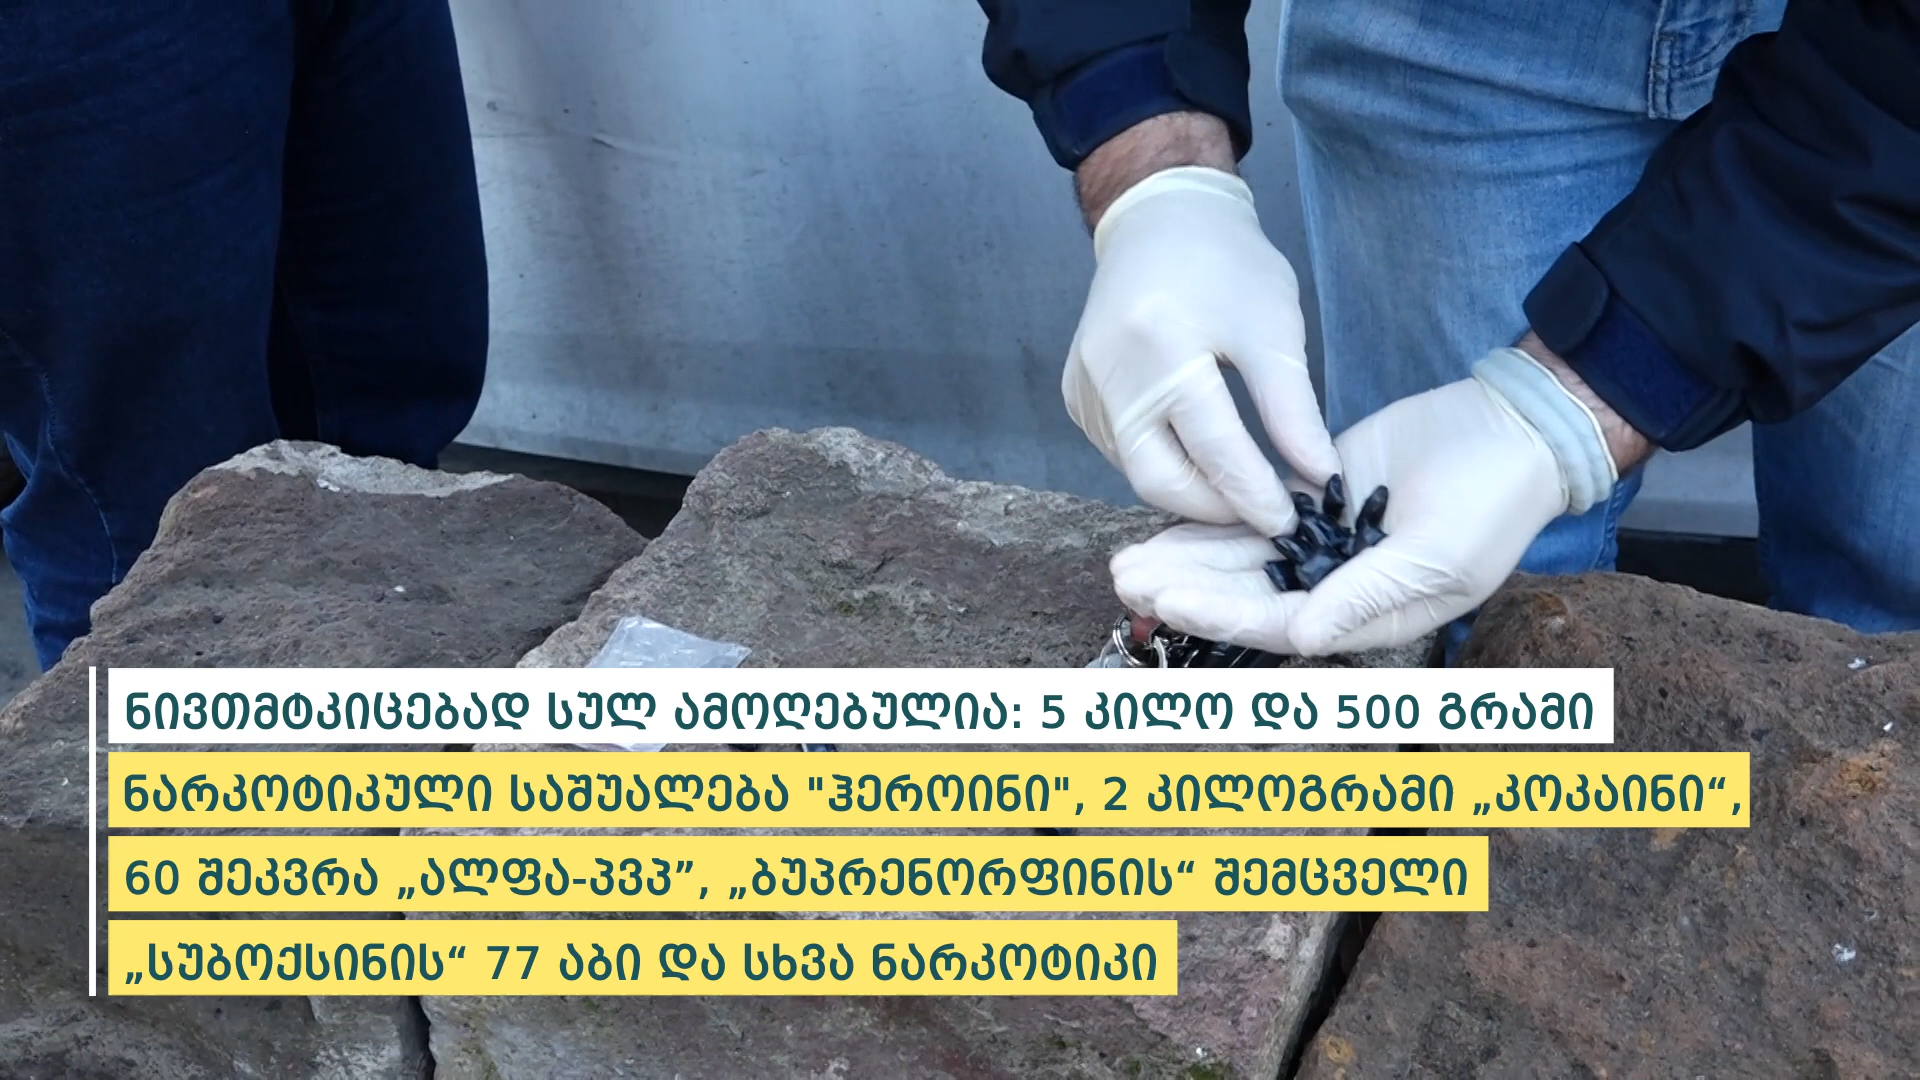 ნივთმტკიცებად სულ ამოღებულია: 5 კილო და 500 გრამი
ნარკოტიკული საშუალება "ჰეროინი", 2 კილოგრამი „კოკაინი“,
60 შეკვრა „ალფა-პვპ”, „ბუპრენორფინის“ შემცველი
„სუბოქსინის“ 77 აბი და სხვა ნარკოტიკი